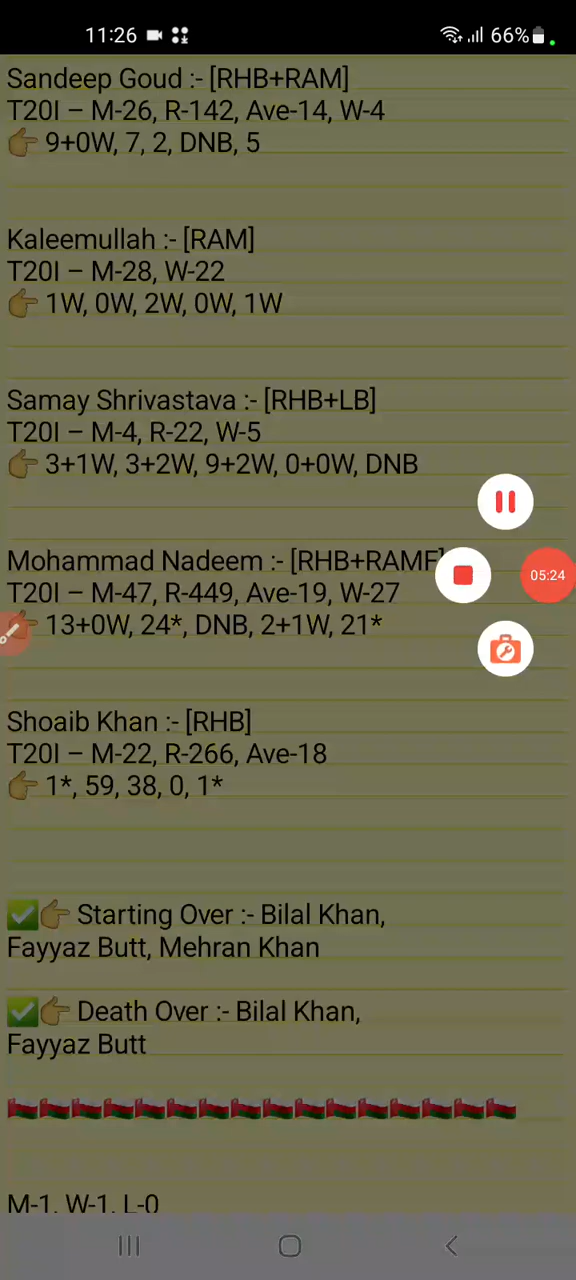 11:26 66%
Sandeep Goud :- [RHB+RAM]
T20I – M-26, R-142, Ave-14, W-4
👉 9+0W, 7, 2, DNB, 5
Kaleemullah :- [RAM]
T20I – M-28, W-22
👉 1W, 0W, 2W, 0W, 1W
Samay Shrivastava :- [RHB+LB]
T20I – M-4, R-22, W-5
👉 3+1W, 3+2W, 9+2W, 0+0W, DNB
Mohammad Nadeem :- [RHB+RAMF]
05:24
T20I – M-47, R-449, Ave-19, W-27
👉 13+0W, 24*, DNB, 2+1W, 21*
Shoaib Khan :- [RHB]
T20I – M-22, R-266, Ave-18
👉 1*, 59, 38, 0, 1*
✅👉 Starting Over :- Bilal Khan,
Fayyaz Butt, Mehran Khan
✅👉 Death Over :- Bilal Khan,
Fayyaz Butt
🇴🇲🇴🇲🇴🇲🇴🇲🇴🇲🇴🇲🇴🇲🇴🇲🇴🇲🇴🇲🇴🇲🇴🇲🇴🇲🇴🇲🇴🇲🇴🇲
M-1, W-1, L-0